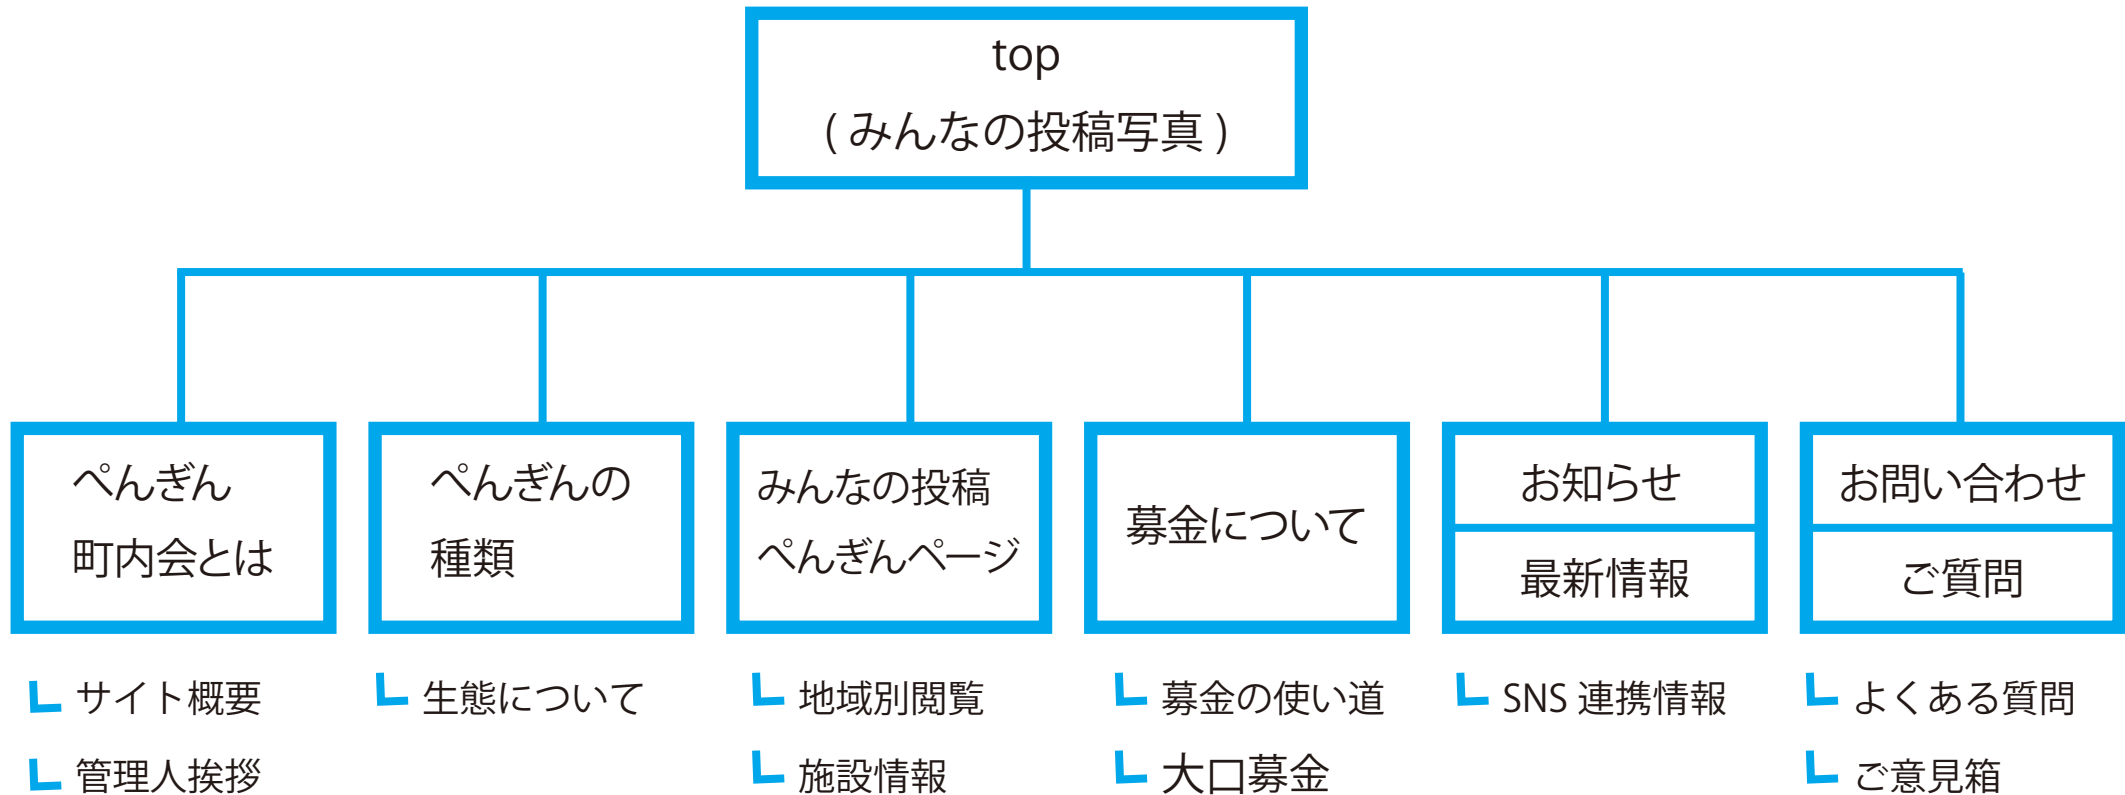 top
(みんなの投稿写真)
ぺんぎん
町内会とは
ぺんぎんの
種類
みんなの投稿
ぺんぎんページ
募金について
お知らせ
最新情報
お問い合わせ
ご質問
サイト概要
管理人挨拶
生態について
地域別閲覧
施設情報
募金の使い道
大口募金
SNS 連携情報
よくある質問
ご意見箱